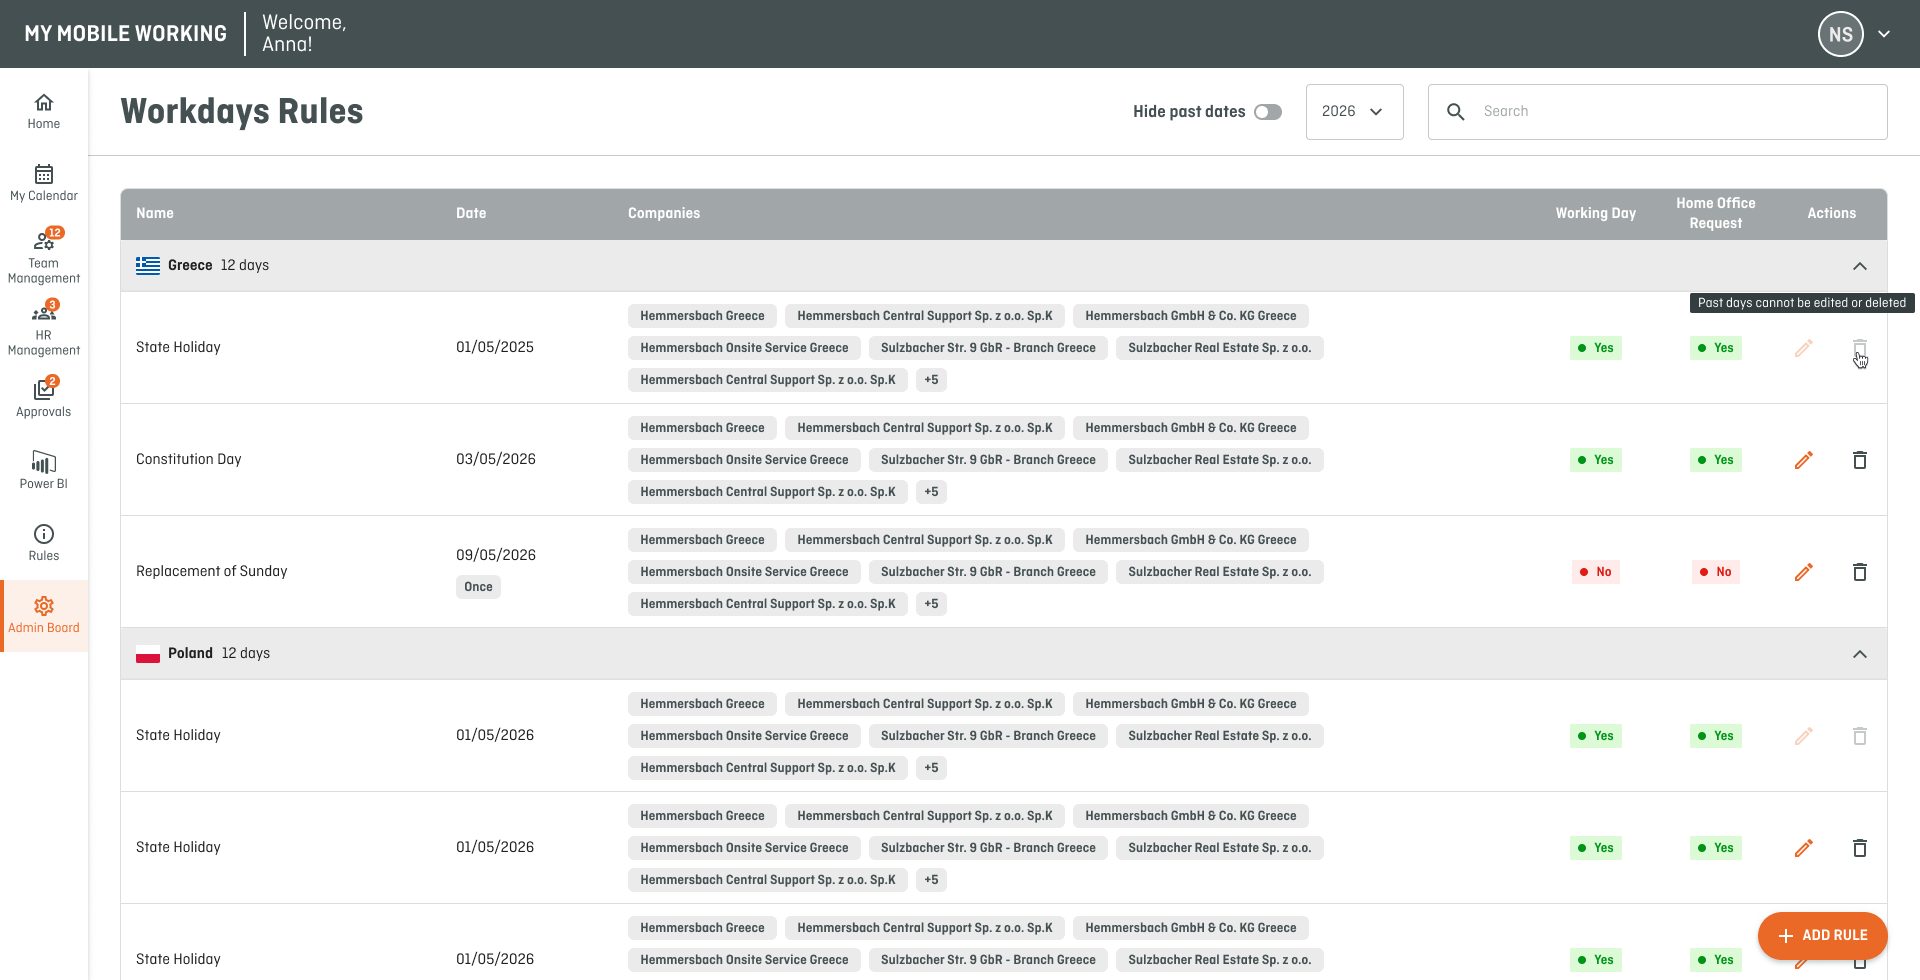 MY MOBILE WORKING
Welcome,
Anna!
NS
Home
My Calendar
12
Team
Management
3
HR
Management
2
Approvals
Power BI
Rules
Admin Board
Workdays Rules
Hide past dates
2026
Search
Name Date Companies Working Day Home Office Request Actions
Greece 12 days
Past days cannot be edited or deleted
State Holiday
01/05/2025
Hemmersbach Greece Hemmersbach Central Support Sp. z o.o. Sp.K Hemmersbach GmbH & Co. KG Greece
Hemmersbach Onsite Service Greece Sulzbacher Str. 9 GbR - Branch Greece Sulzbacher Real Estate Sp. z o.o.
Hemmersbach Central Support Sp. z o.o. Sp.K +5
Yes Yes
Constitution Day
03/05/2026
Hemmersbach Greece Hemmersbach Central Support Sp. z o.o. Sp.K Hemmersbach GmbH & Co. KG Greece
Hemmersbach Onsite Service Greece Sulzbacher Str. 9 GbR - Branch Greece Sulzbacher Real Estate Sp. z o.o.
Hemmersbach Central Support Sp. z o.o. Sp.K +5
Yes Yes
Replacement of Sunday
09/05/2026
Once
Hemmersbach Greece Hemmersbach Central Support Sp. z o.o. Sp.K Hemmersbach GmbH & Co. KG Greece
Hemmersbach Onsite Service Greece Sulzbacher Str. 9 GbR - Branch Greece Sulzbacher Real Estate Sp. z o.o.
Hemmersbach Central Support Sp. z o.o. Sp.K +5
No No
Poland 12 days
State Holiday
01/05/2026
Hemmersbach Greece Hemmersbach Central Support Sp. z o.o. Sp.K Hemmersbach GmbH & Co. KG Greece
Hemmersbach Onsite Service Greece Sulzbacher Str. 9 GbR - Branch Greece Sulzbacher Real Estate Sp. z o.o.
Hemmersbach Central Support Sp. z o.o. Sp.K +5
Yes Yes
State Holiday
01/05/2026
Hemmersbach Greece Hemmersbach Central Support Sp. z o.o. Sp.K Hemmersbach GmbH & Co. KG Greece
Hemmersbach Onsite Service Greece Sulzbacher Str. 9 GbR - Branch Greece Sulzbacher Real Estate Sp. z o.o.
Hemmersbach Central Support Sp. z o.o. Sp.K +5
Yes Yes
State Holiday
01/05/2026
Hemmersbach Greece Hemmersbach Central Support Sp. z o.o. Sp.K Hemmersbach GmbH & Co. KG Greece
Hemmersbach Onsite Service Greece Sulzbacher Str. 9 GbR - Branch Greece Sulzbacher Real Estate Sp. z o.o.
Yes Yes
ADD RULE